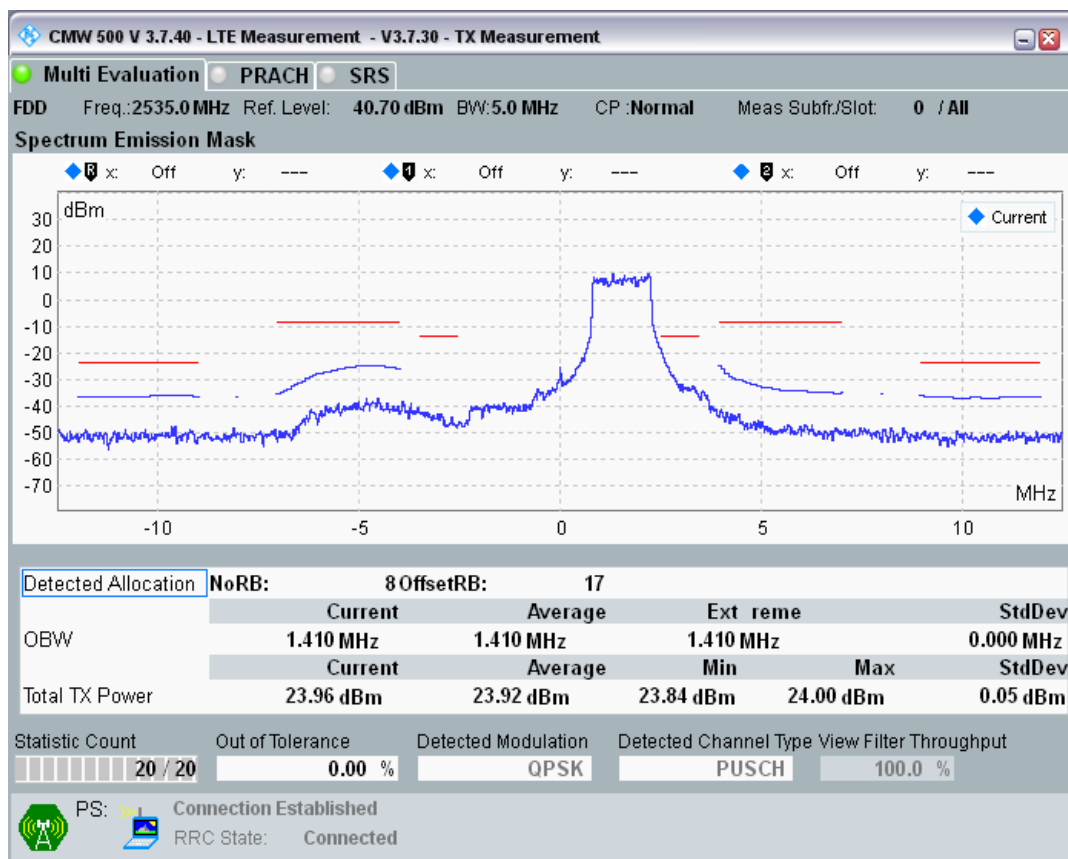 CMW 500 V 3.7.40 - LTE Measurement - V3.7.30 - TX Measurement
Multi Evaluation PRACH SRS
FDD Freq.:2535.0 MHz Ref. Level: 40.70 dBm BW:5.0 MHz CP :Normal Meas Subfr./Slot: 0 / All
Spectrum Emission Mask
R x: Off y: --- 1 x: Off y: --- 2 x: Off y: ---
dBm
Current
30
20
10
0
-10
-20
-30
-40
-50
-60
-70
MHz
-10 -5 0 5 10
Detected Allocation NoRB: 8 OffsetRB: 17
Current Average Ext reme StdDev
OBW 1.410 MHz 1.410 MHz 1.410 MHz 0.000 MHz
Current Average Min Max StdDev
Total TX Power 23.96 dBm 23.92 dBm 23.84 dBm 24.00 dBm 0.05 dBm
Statistic Count Out of Tolerance Detected Modulation Detected Channel Type View Filter Throughput
20 / 20 0.00 % QPSK PUSCH 100.0 %
PS: Connection Established
RRC State: Connected